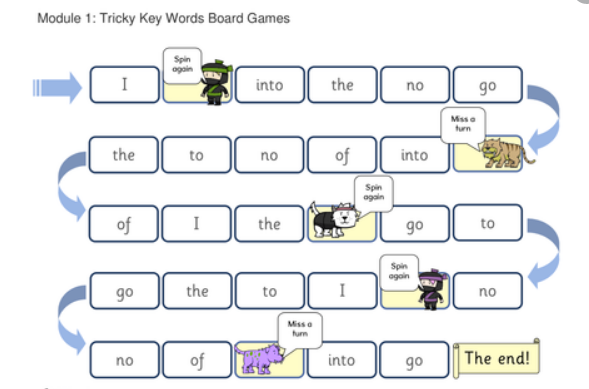 Module 1: Tricky Key Words Board Games
Spin
again
I into the no go
Miss a
turn
the to no of into
Spin
again
of I the go to
Spin
again
go the to I no
Miss a
turn
no of into go The end!